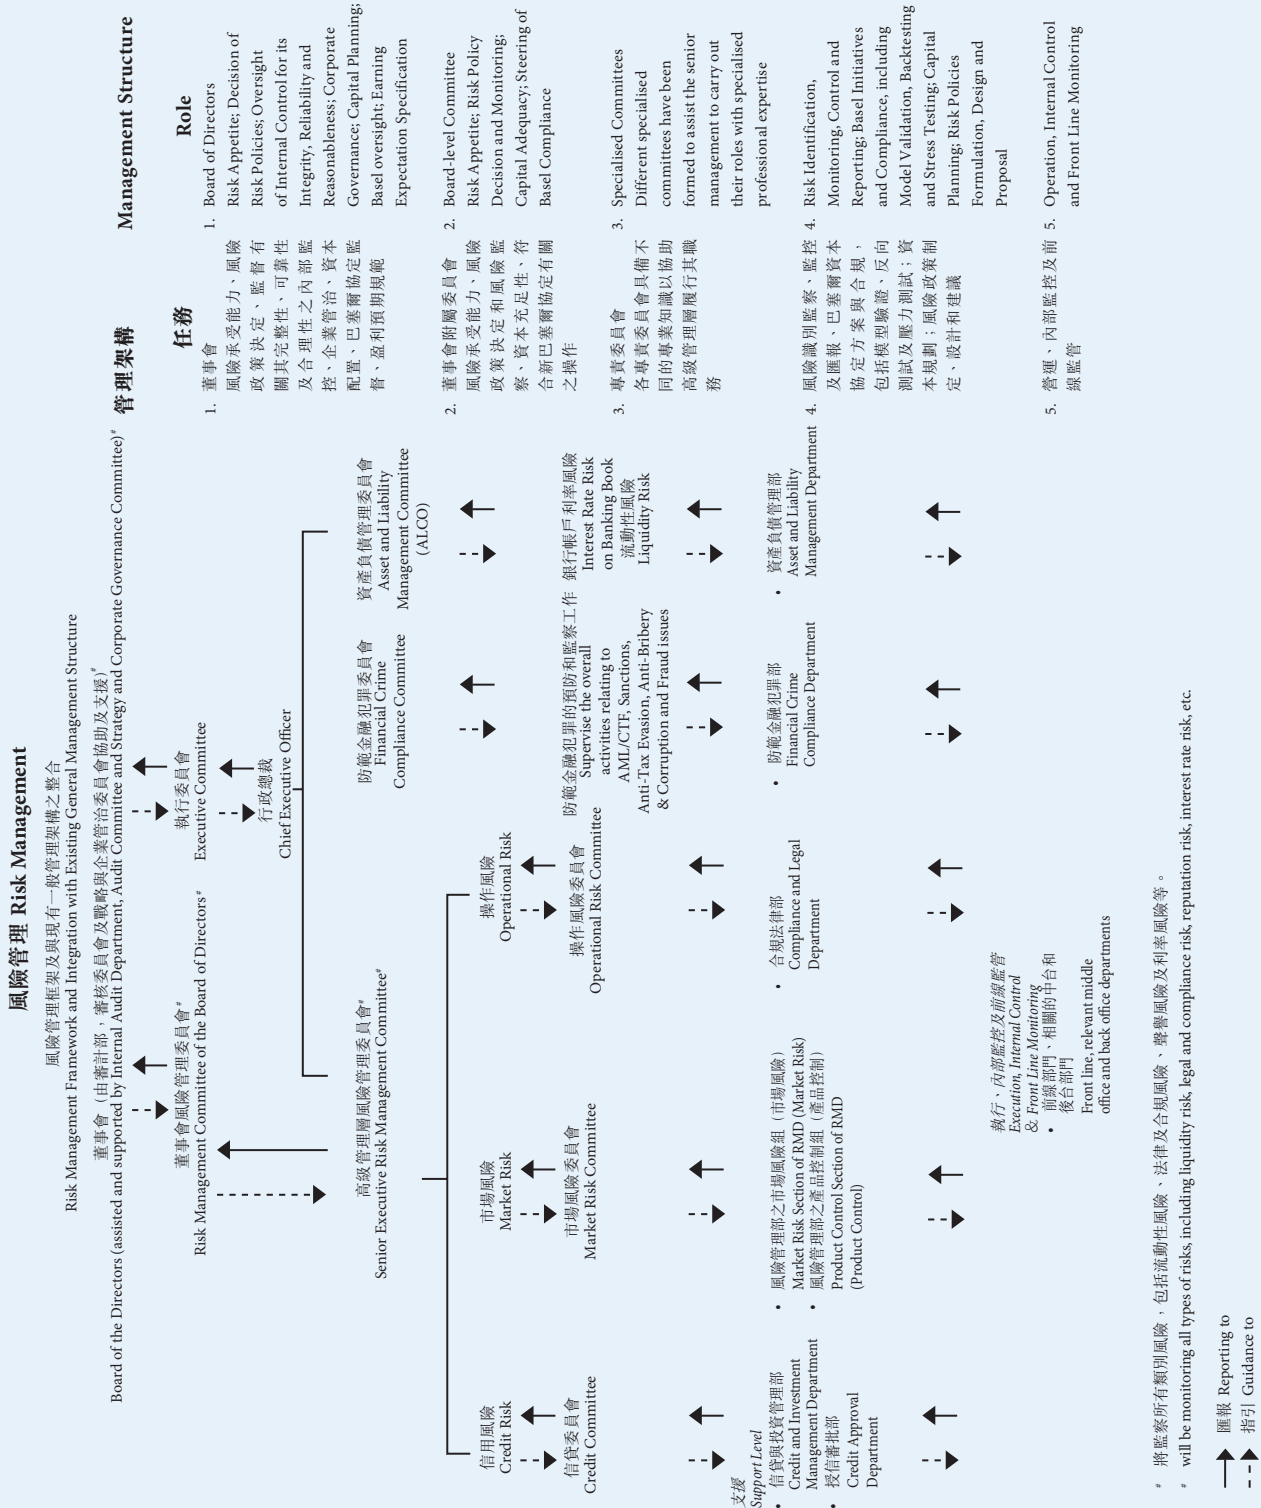 風險管理 Risk Management
風險管理框架及與現有一般管理架構之整合
Risk Management Framework and Integration with Existing General Management Structure
董事會（由審計部，審核委員會及戰略與企業管治委員會協助及支援）#
Board of the Directors (assisted and supported by Internal Audit Department, Audit Committee and Strategy and Corporate Governance Committee)#
董事會風險管理委員會#
Risk Management Committee of the Board of Directors#
執行委員會
Executive Committee
行政總裁
Chief Executive Officer
高級管理層風險管理委員會#
Senior Executive Risk Management Committee#
防範金融犯罪委員會
Financial Crime
Compliance Committee
資產負債管理委員會
Asset and Liability
Management Committee
(ALCO)
信用風險
Credit Risk
市場風險
Market Risk
操作風險
Operational Risk
信貸委員會
Credit Committee
市場風險委員會
Market Risk Committee
操作風險委員會
Operational Risk Committee
防範金融犯罪的預防和監察工作
Supervise the overall
activities relating to
AML/CTF, Sanctions,
Anti-Tax Evasion, Anti-Bribery
& Corruption and Fraud issues
銀行帳戶利率風險
Interest Rate Risk
on Banking Book
流動性風險
Liquidity Risk
支援
Support Level
• 信貸與投資管理部
Credit and Investment
Management Department
• 授信審批部
Credit Approval
Department
• 風險管理部之市場風險組（市場風險）
Market Risk Section of RMD (Market Risk)
• 風險管理部之產品控制組（產品控制）
Product Control Section of RMD
(Product Control)
• 合規法律部
Compliance and Legal
Department
• 防範金融犯罪部
Financial Crime
Compliance Department
• 資產負債管理部
Asset and Liability
Management Department
執行、內部監控及前線監管
Execution, Internal Control
& Front Line Monitoring
• 前線部門、相關的中台和
後台部門
Front line, relevant middle
office and back office departments
管理架構
Management Structure
任務
Role
1. 董事會
風險承受能力、風險
政策決定、監督有
關其完整性、可靠性
及合理性之內部監
控、企業管治、資本
配置、巴塞爾協定監
督、盈利預期規範
1. Board of Directors
Risk Appetite; Decision of
Risk Policies; Oversight
of Internal Control for its
Integrity, Reliability and
Reasonableness; Corporate
Governance; Capital Planning;
Basel oversight; Earning
Expectation Specification
2. 董事會附屬委員會
風險承受能力、風險
政策決定和風險監
察、資本充足性、符
合新巴塞爾協定有關
之操作
2. Board-level Committee
Risk Appetite; Risk Policy
Decision and Monitoring;
Capital Adequacy; Steering of
Basel Compliance
3. 專責委員會
各專責委員會具備不
同的專業知識以協助
高級管理層履行其職
務
3. Specialised Committees
Different specialised
committees have been
formed to assist the senior
management to carry out
their roles with specialised
professional expertise
4. 風險識別監察、監控
及匯報、巴塞爾資本
協定方案與合規，
包括模型驗證、反向
測試及壓力測試；資
本規劃；風險政策制
定、設計和建議
4. Risk Identification,
Monitoring, Control and
Reporting; Basel Initiatives
and Compliance, including
Model Validation, Backtesting
and Stress Testing; Capital
Planning; Risk Policies
Formulation, Design and
Proposal
5. 營運、內部監控及前
線監管
5. Operation, Internal Control
and Front Line Monitoring
# 將監察所有類別風險，包括流動性風險、法律及合規風險、聲譽風險及利率風險等。
# will be monitoring all types of risks, including liquidity risk, legal and compliance risk, reputation risk, interest rate risk, etc.
匯報 Reporting to
指引 Guidance to